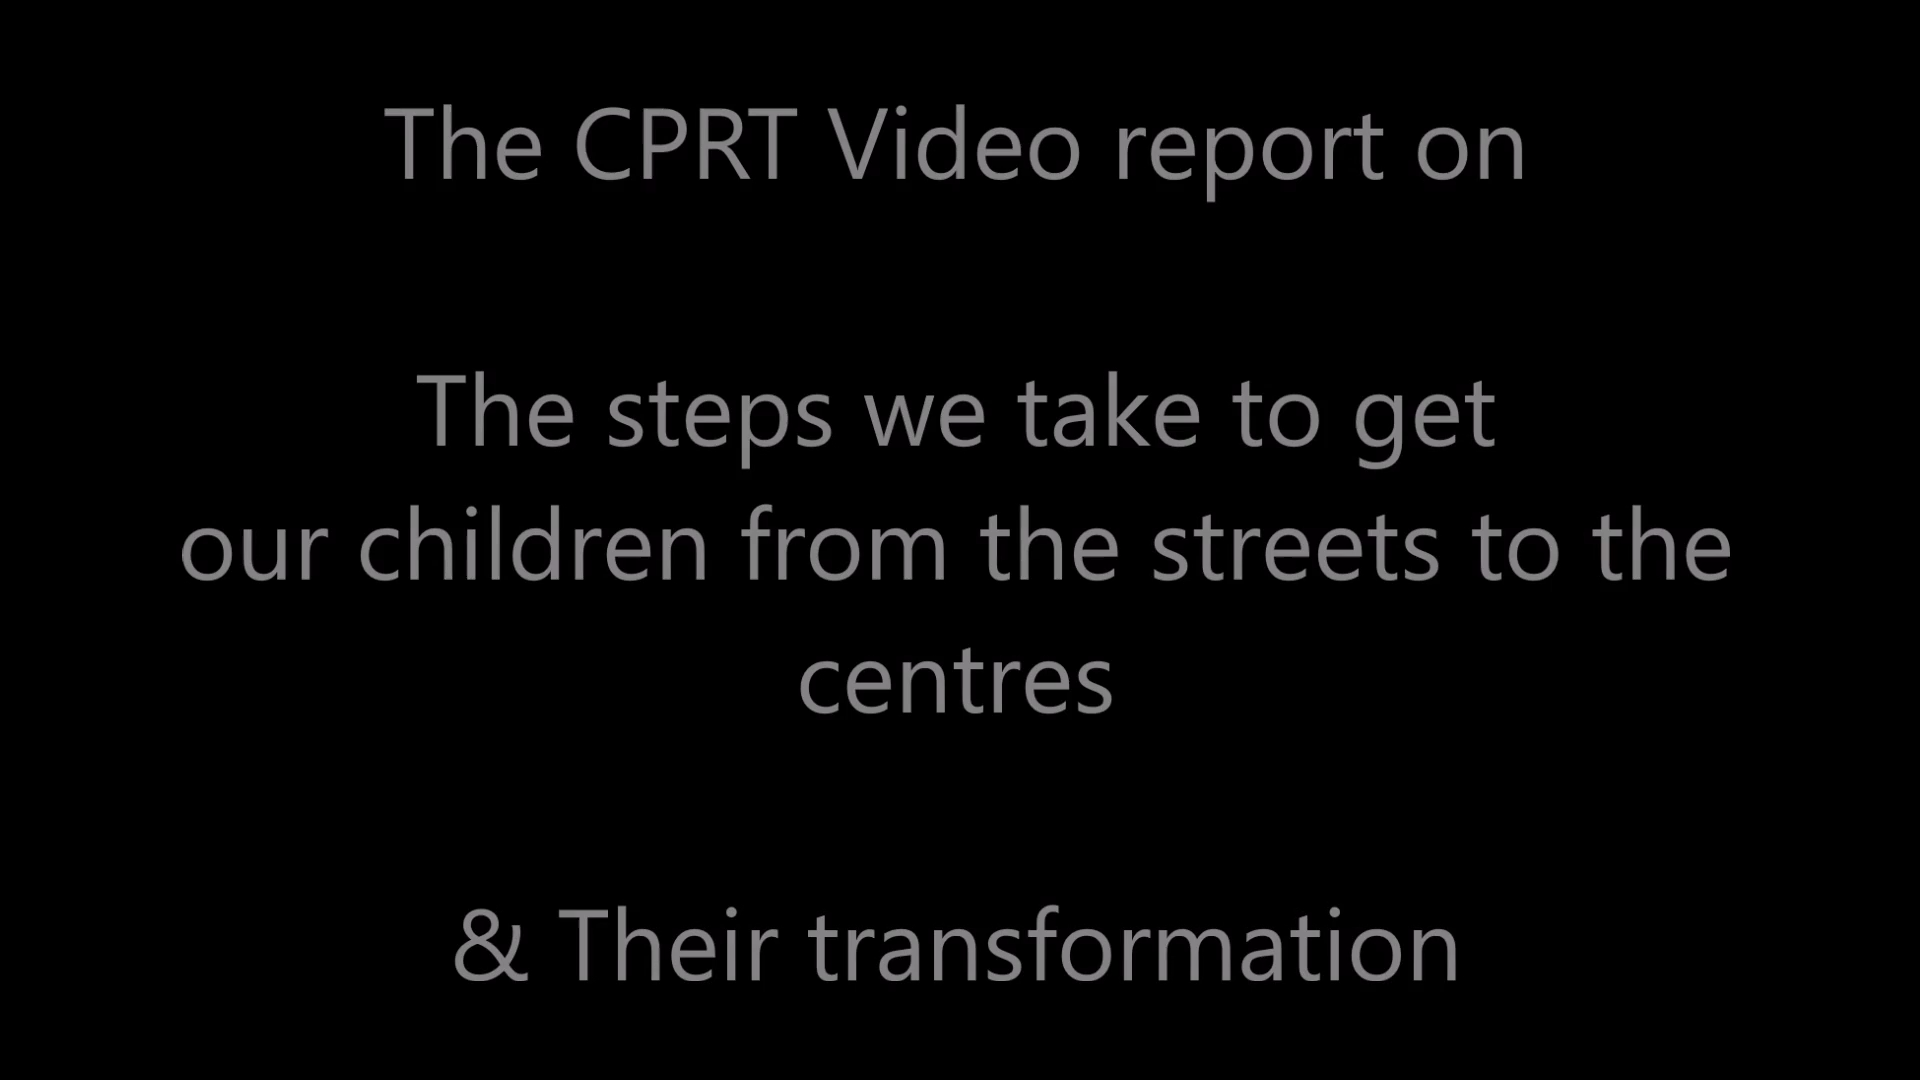 The CPRT Video report on
The steps we take to get
our children from the streets to the
centres
& Their transformation